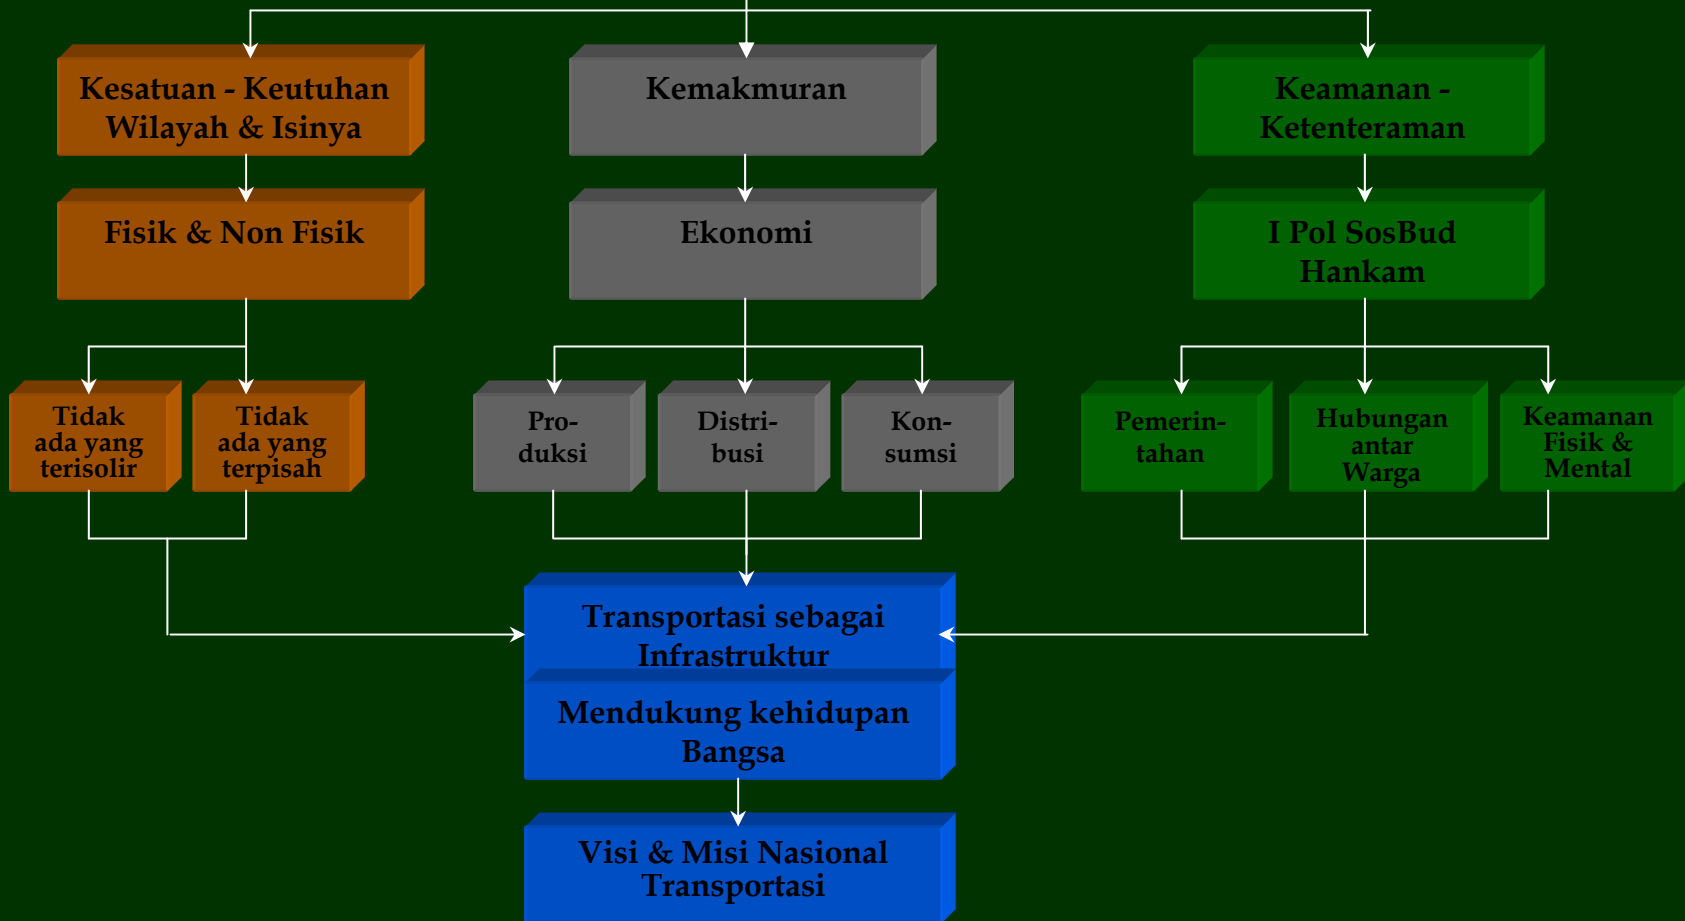 Kesatuan - Keutuhan
Wilayah & Isinya
Kemakmuran
Keamanan -
Ketenteraman
Fisik & Non Fisik
Ekonomi
I Pol SosBud
Hankam
Tidak
ada yang
terisolir
Tidak
ada yang
terpisah
Pro-
duksi
Distri-
busi
Kon-
sumsi
Pemerin-
tahan
Hubungan
antar
Warga
Keamanan
Fisik &
Mental
Transportasi sebagai
Infrastruktur
Mendukung kehidupan
Bangsa
Visi & Misi Nasional
Transportasi